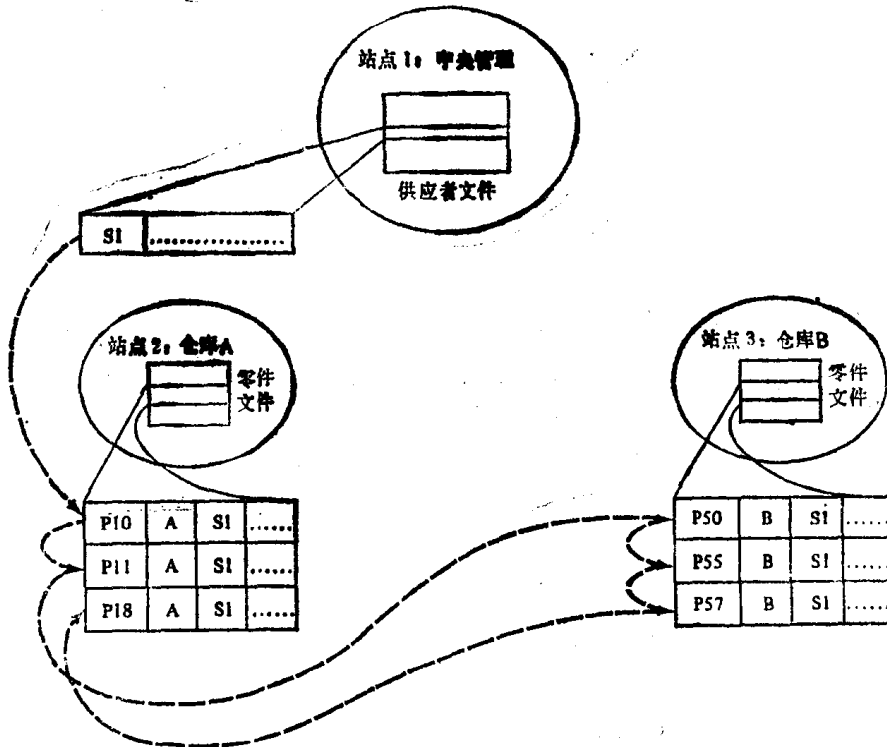 站点1：中央管理
供应者文件
S1 ..................
站点2：仓库A
零件
文件
站点3：仓库B
零件
文件
P10 A S1 ......
P11 A S1 ......
P18 A S1 ......
P50 B S1 ......
P55 B S1 ......
P57 B S1 ......